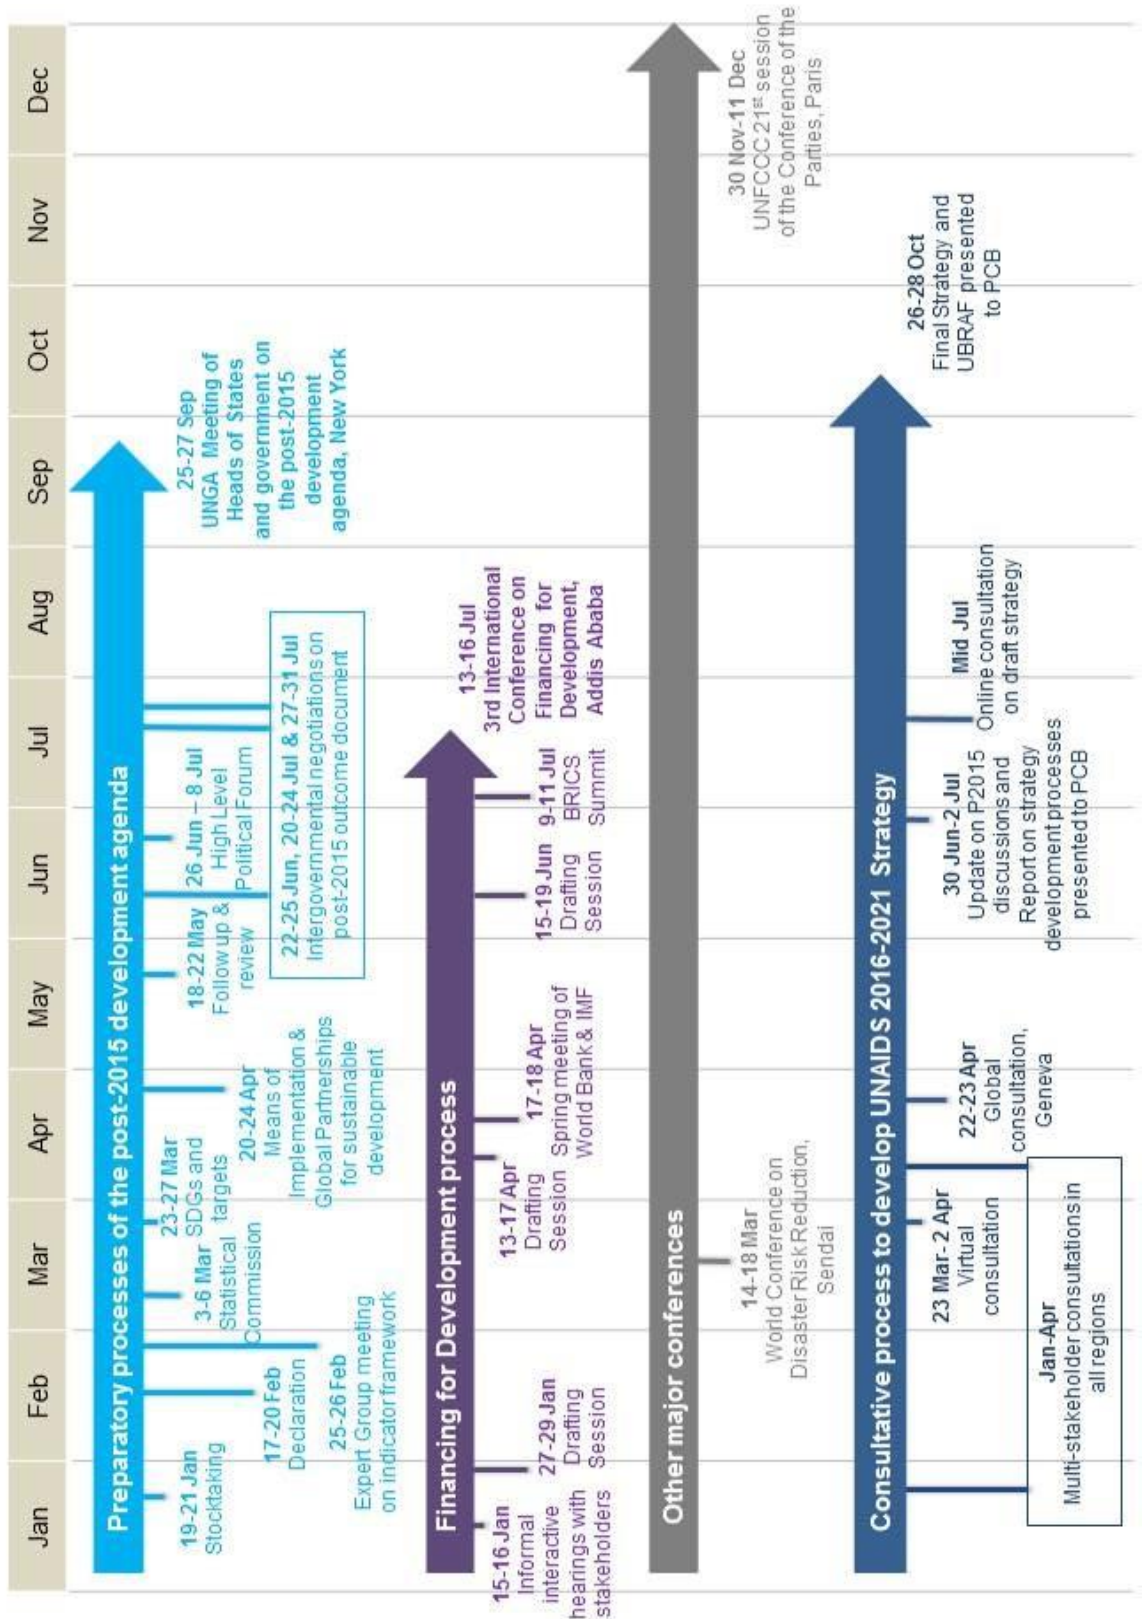 Jan
Feb
Mar
Apr
May
Jun
Jul
Aug
Sep
Oct
Nov
Dec
Preparatory processes of the post-2015 development agenda
19-21 Jan
Stocktaking
17-20 Feb
Declaration
25-26 Feb
Expert Group meeting
on indicator framework
3-6 Mar
Statistical
Commission
23-27 Mar
SDGs and
targets
20-24 Apr
Means of
Implementation &
Global Partnerships
for sustainable
development
18-22 May
Follow up &
review
26 Jun – 8 Jul
High Level
Political Forum
22-25 Jun, 20-24 Jul & 27-31 Jul
Intergovernmental negotiations on
post-2015 outcome document
25-27 Sep
UNGA Meeting of
Heads of States
and government on
the post-2015
development
agenda, New York
Financing for Development process
15-16 Jan
Informal
interactive
hearings with
stakeholders
27-29 Jan
Drafting
Session
13-17 Apr
Drafting
Session
17-18 Apr
Spring meeting of
World Bank & IMF
15-19 Jun
Drafting
Session
9-11 Jul
BRICS
Summit
13-16 Jul
3rd International
Conference on
Financing for
Development,
Addis Ababa
Other major conferences
14-18 Mar
World Conference on
Disaster Risk Reduction,
Sendai
30 Nov-11 Dec
UNFCCC 21st session
of the Conference of the
Parties, Paris
Consultative process to develop UNAIDS 2016-2021 Strategy
Jan-Apr
Multi-stakeholder consultations in
all regions
23 Mar- 2 Apr
Virtual
consultation
22-23 Apr
Global
consultation,
Geneva
30 Jun-2 Jul
Update on P2015
discussions and
Report on strategy
development processes
presented to PCB
Mid Jul
Online consultation
on draft strategy
26-28 Oct
Final Strategy and
UBRAF presented
to PCB